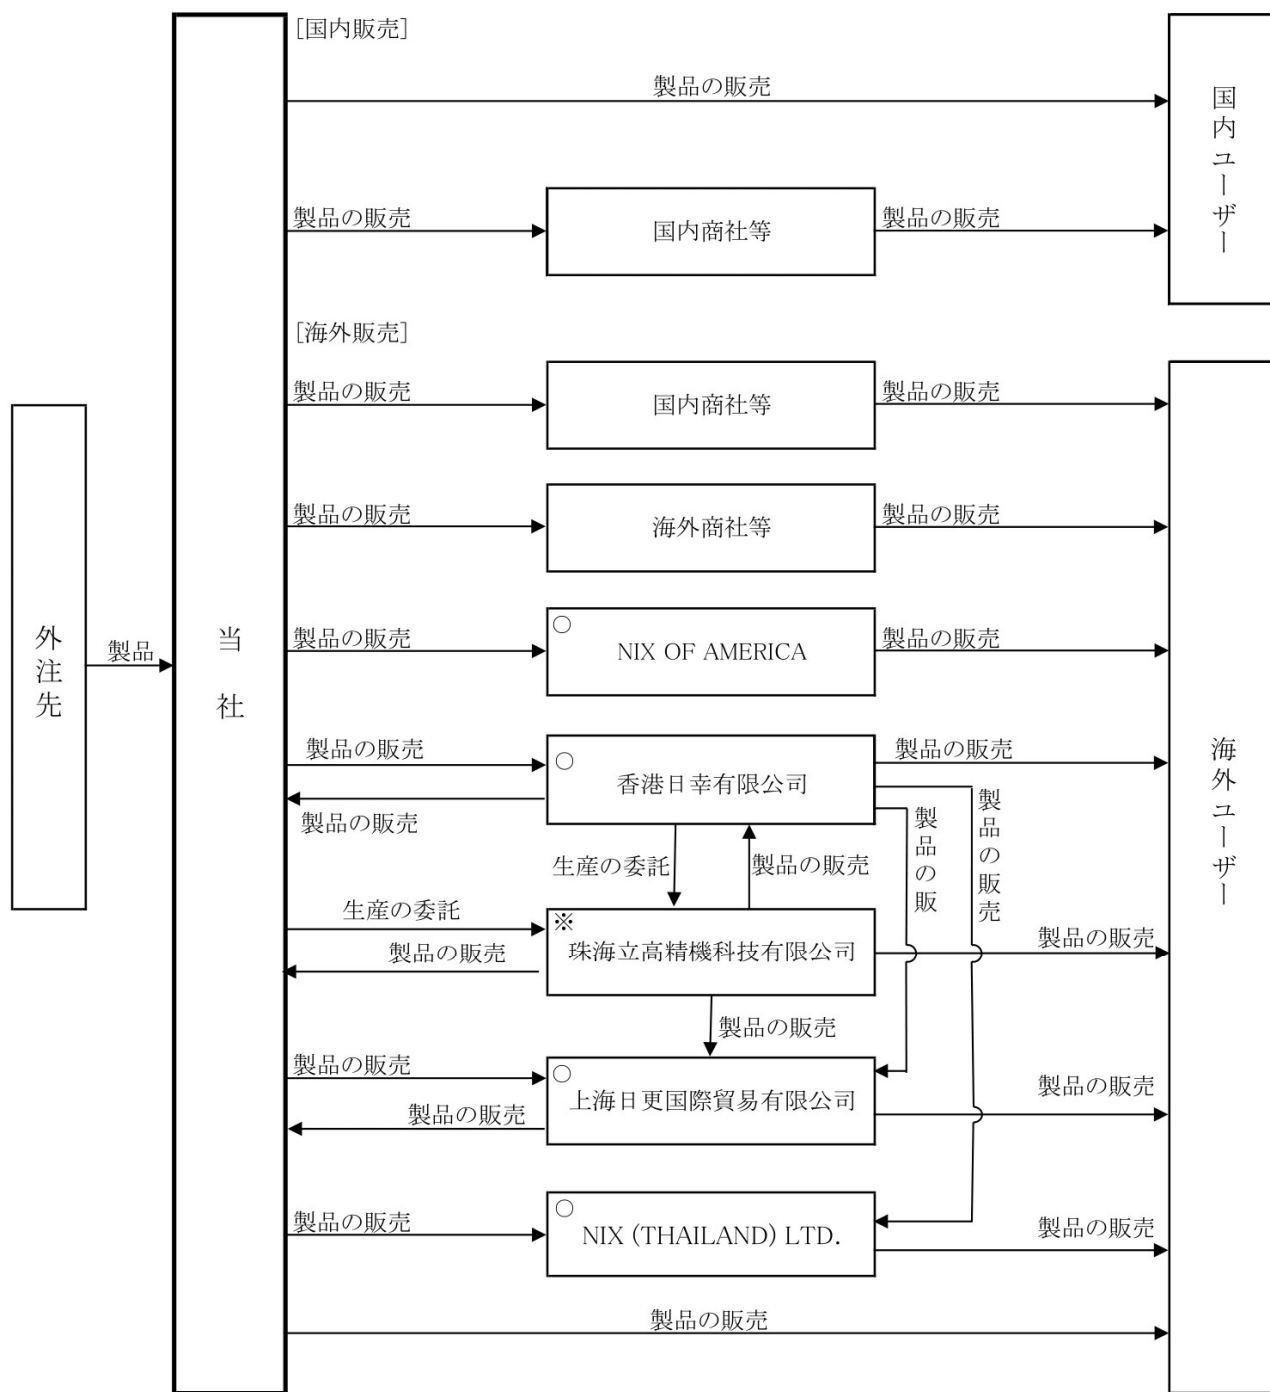 [国内販売]
製品の販売
国内ユーザー
製品の販売
国内商社等
製品の販売
[海外販売]
製品の販売
国内商社等
製品の販売
製品の販売
海外商社等
製品の販売
外注先
製品
当社
製品の販売
○
NIX OF AMERICA
製品の販売
海外ユーザー
製品の販売
○
香港日幸有限公司
製品の販売
製品の販売
製品の販
製品の販売
生産の委託
製品の販売
生産の委託
※
珠海立高精機科技有限公司
製品の販売
製品の販売
製品の販売
製品の販売
○
上海日更国際貿易有限公司
製品の販売
製品の販売
製品の販売
○
NIX (THAILAND) LTD.
製品の販売
製品の販売